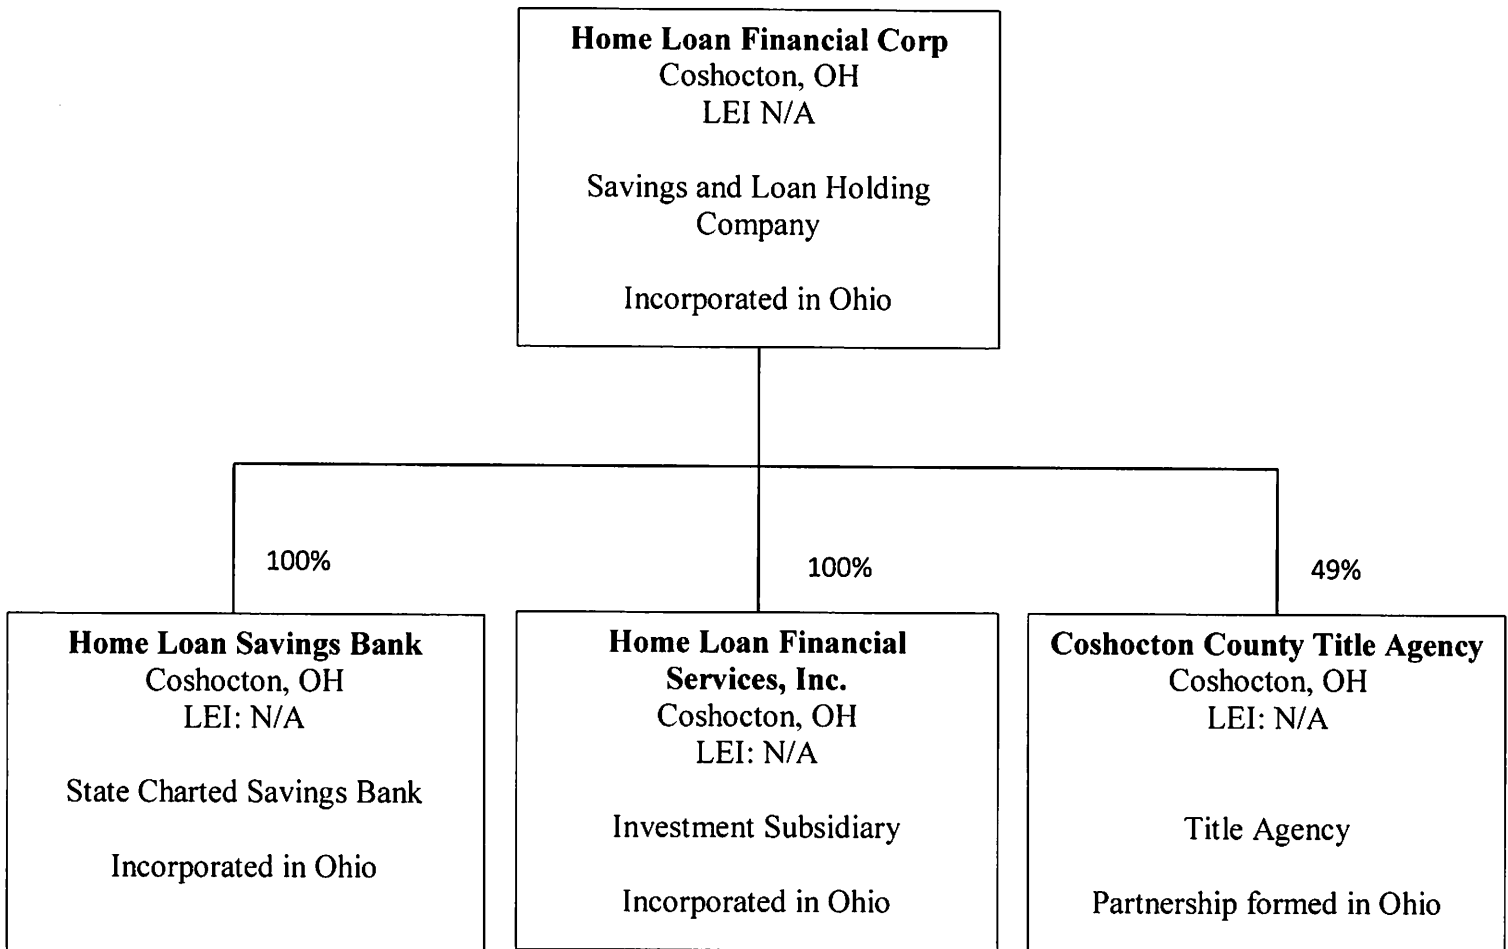 Home Loan Financial Corp
Coshocton, OH
LEI N/A
Savings and Loan Holding
Company
Incorporated in Ohio
100%
100%
49%
Home Loan Savings Bank
Coshocton, OH
LEI: N/A
State Charted Savings Bank
Incorporated in Ohio
Home Loan Financial
Services, Inc.
Coshocton, OH
LEI: N/A
Investment Subsidiary
Incorporated in Ohio
Coshocton County Title Agency
Coshocton, OH
LEI: N/A
Title Agency
Partnership formed in Ohio